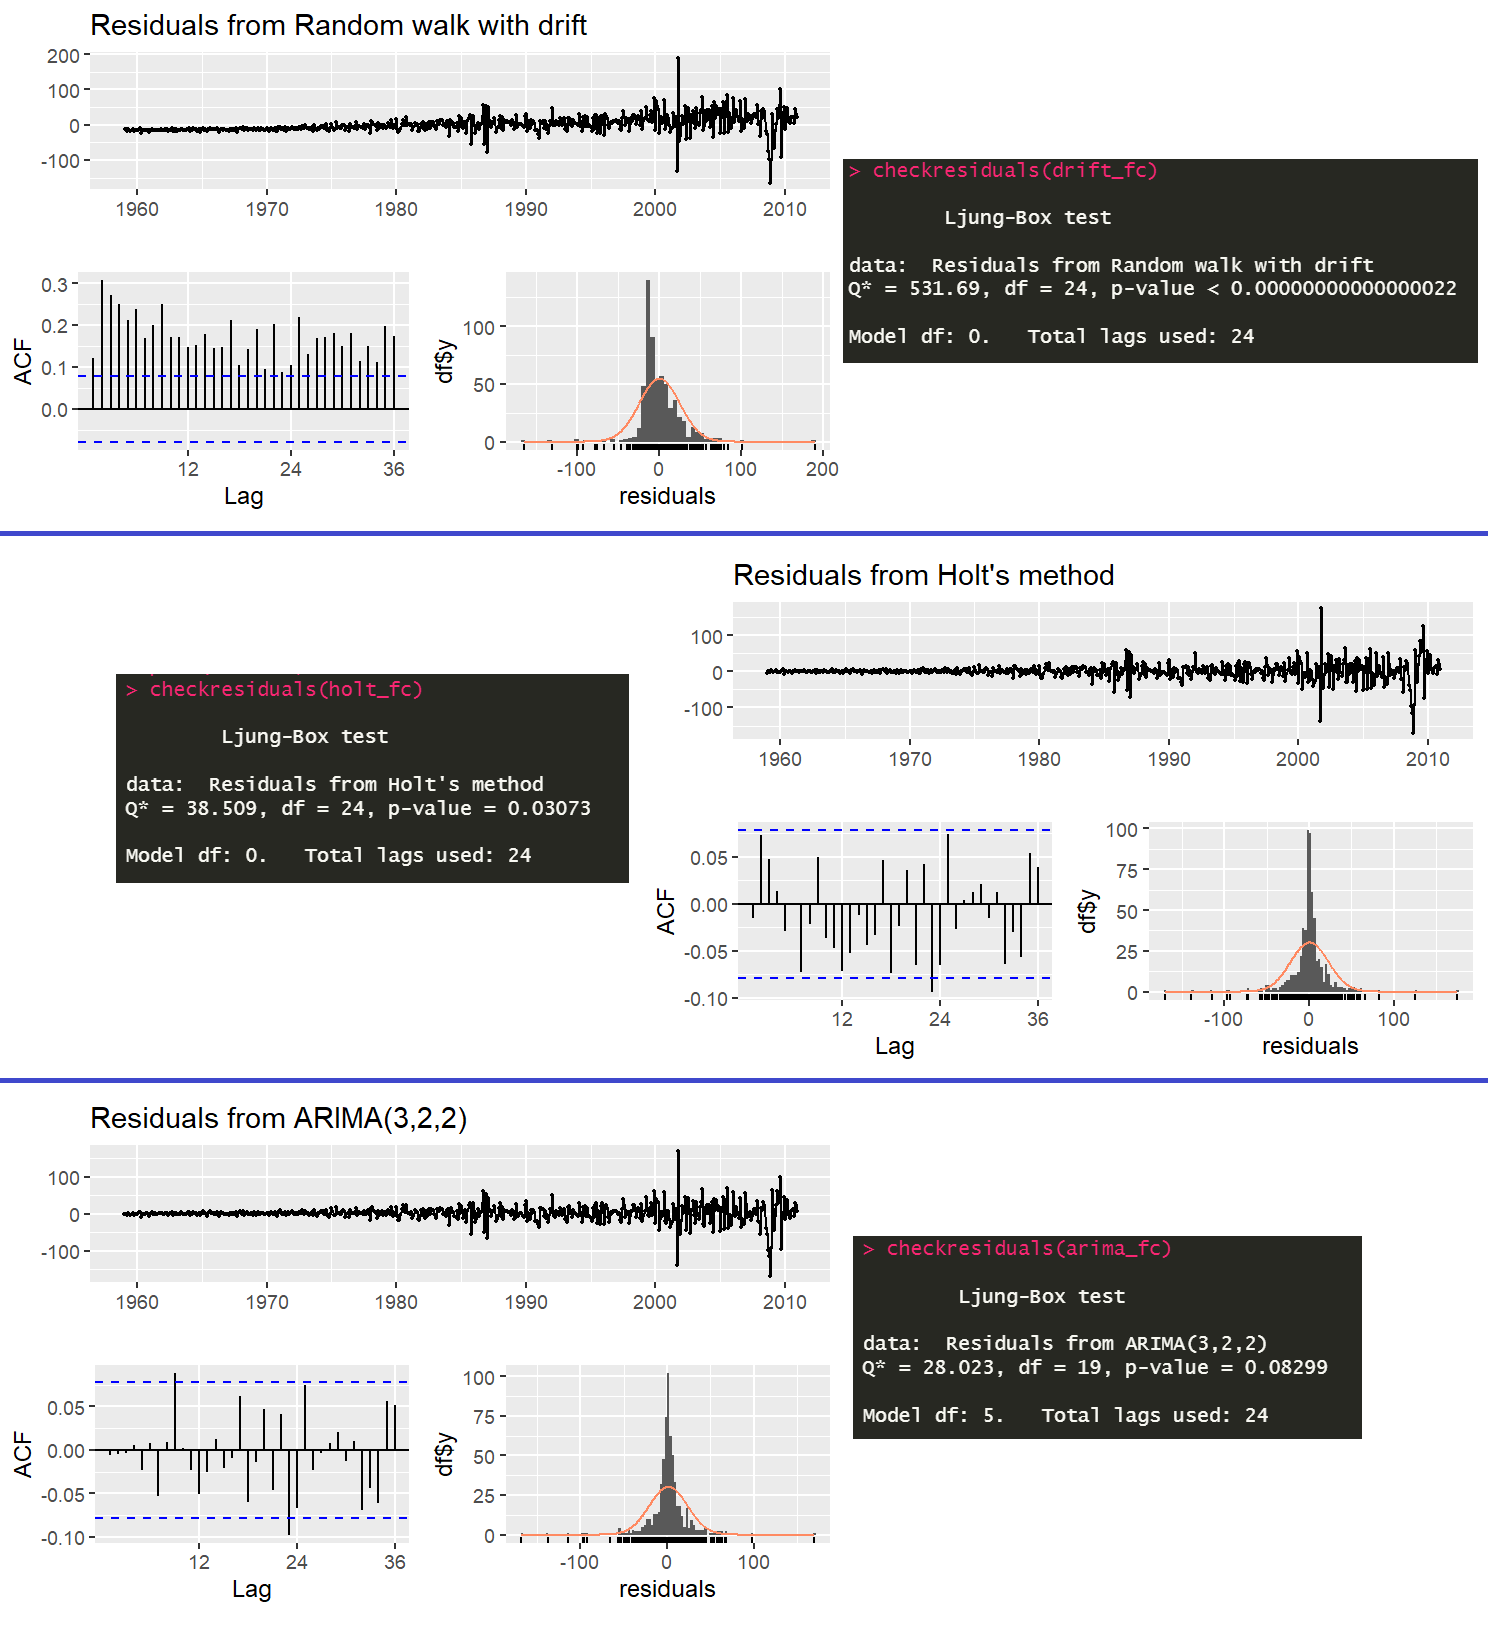 Residuals from Random walk with drift
200
100
0
-100
1960 1970 1980 1990 2000 2010
0.3
0.2
0.1
0.0
ACF
12 24 36
Lag
100
50
0
df$y
-100 0 100 200
residuals
> checkresiduals(drift_fc)
Ljung-Box test
data:  Residuals from Random walk with drift
Q* = 531.69, df = 24, p-value < 0.00000000000000022
Model df: 0.   Total lags used: 24
> checkresiduals(holt_fc)
Ljung-Box test
data:  Residuals from Holt's method
Q* = 38.509, df = 24, p-value = 0.03073
Model df: 0.   Total lags used: 24
Residuals from Holt's method
100
0
-100
1960 1970 1980 1990 2000 2010
0.05
0.00
-0.05
-0.10
ACF
12 24 36
Lag
100
75
50
25
0
df$y
-100 0 100
residuals
Residuals from ARIMA(3,2,2)
100
0
-100
1960 1970 1980 1990 2000 2010
0.05
0.00
-0.05
-0.10
ACF
12 24 36
Lag
100
75
50
25
0
df$y
-100 0 100
residuals
> checkresiduals(arima_fc)
Ljung-Box test
data:  Residuals from ARIMA(3,2,2)
Q* = 28.023, df = 19, p-value = 0.08299
Model df: 5.   Total lags used: 24